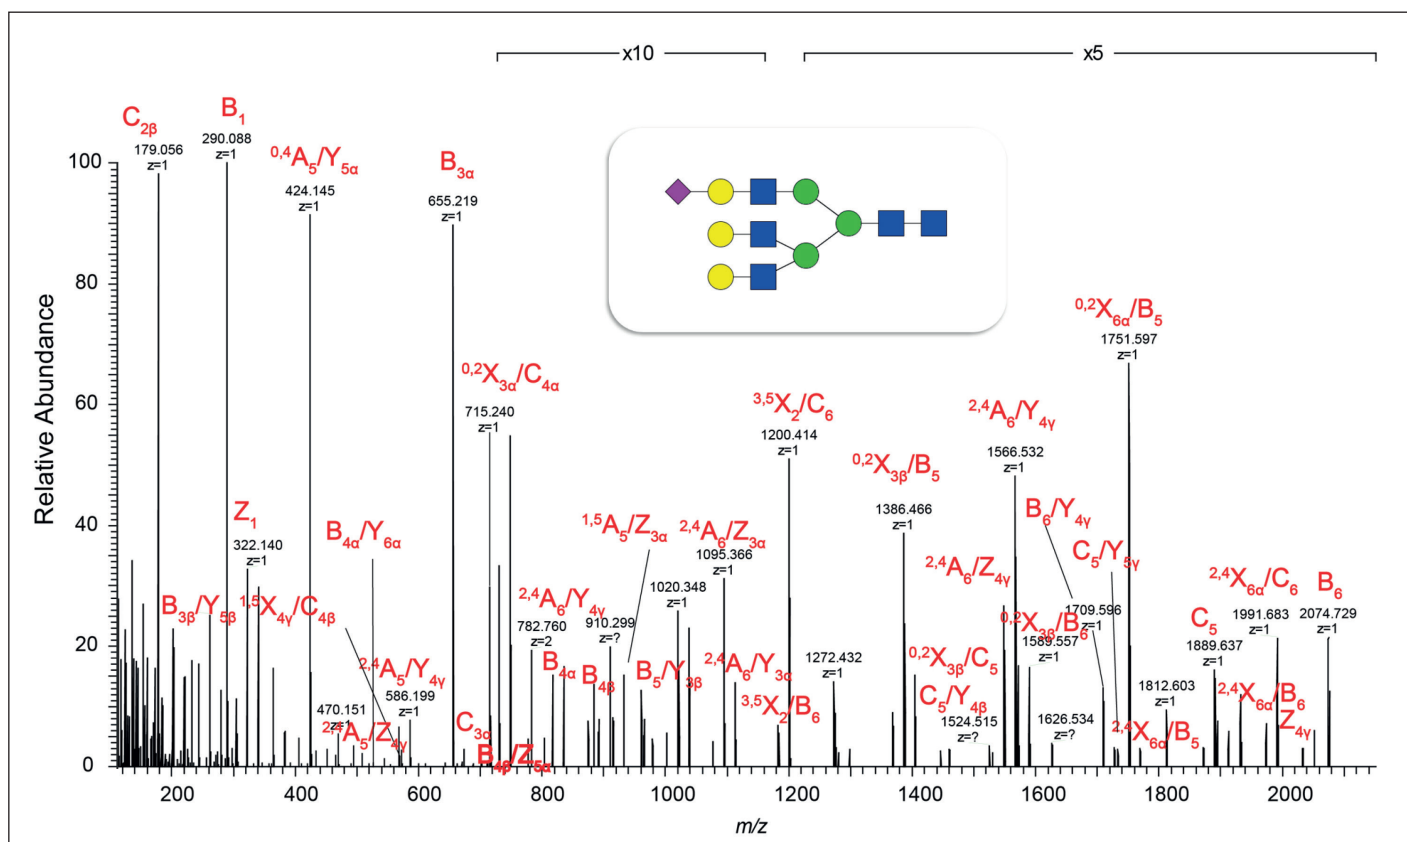 x10
x5
C2β
179.056
z=1
B1
290.088
z=1
0,4A5/Y5α
424.145
z=1
B3α
655.219
z=1
0,2X3α/C4α
715.240
z=1
Z1
322.140
z=1
B4α/Y6α
B3β/Y5β
1,5X4γ/C4β
2,4A5/Y4γ
586.199
z=1
470.151
z=1
2,4A5/Z4γ
C3α
B4β/Z5α
2,4A6/Y4γ
782.760
z=2
B4α
1,5A5/Z3α
910.299
z=?
B4β
B5/Y3β
1020.348
z=1
2,4A6/Z3α
1095.366
z=1
2,4A6/Y3α
3,5X2/C6
1200.414
z=1
3,5X2/B6
1272.432
z=1
0,2X3β/B5
1386.466
z=1
0,2X3β/C5
C5/Y4β
1524.515
z=?
2,4A6/Y4γ
1566.532
z=1
2,4A6/Z4γ
0,2X3β/B6
1589.557
z=1
1626.534
z=?
B6/Y4γ
1709.596
z=1
C5/Y5γ
0,2X6α/B5
1751.597
z=1
2,4X6α/B5
1812.603
z=1
C5
1889.637
z=1
2,4X6α/C6
1991.683
z=1
2,4X6α/B6
Z4γ
B6
2074.729
z=1
Relative Abundance
100
80
60
40
20
0
200
400
600
800
1000
1200
1400
1600
1800
2000
m/z